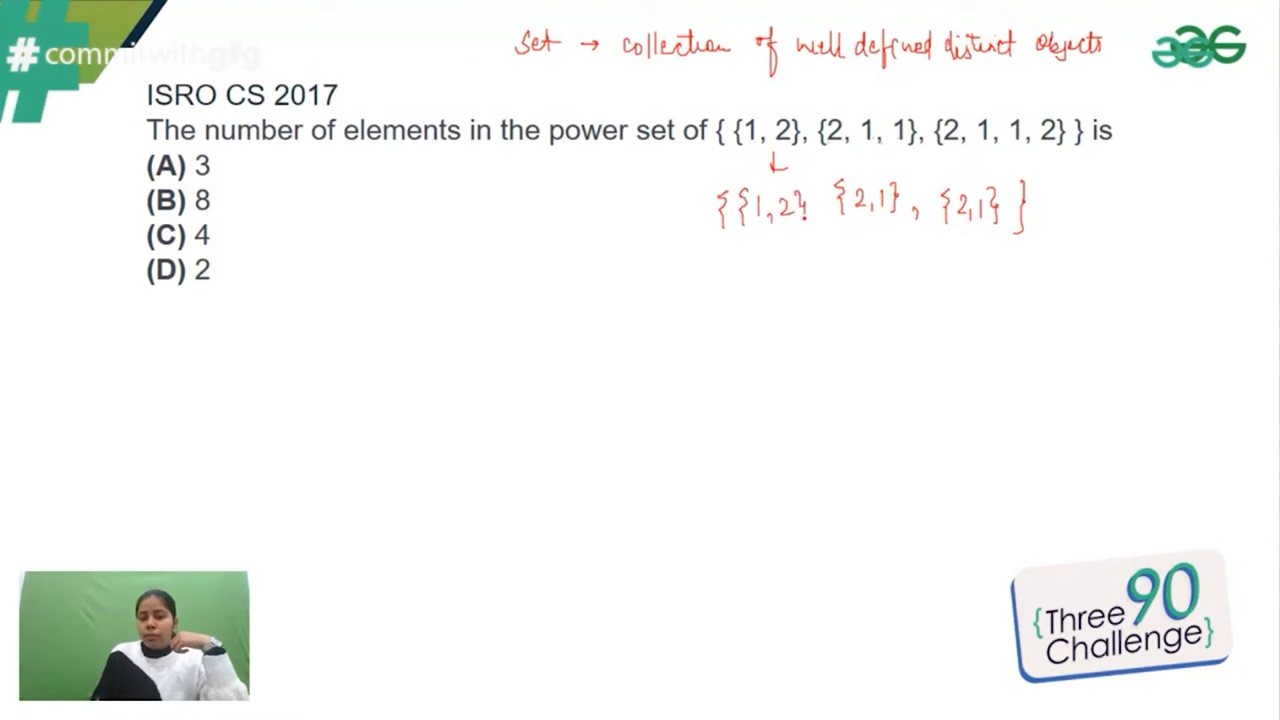 #commitwithgfg
Set → collection of well defined distinct objects
ISRO CS 2017
The number of elements in the power set of { {1, 2}, {2, 1, 1}, {2, 1, 1, 2} } is
{{1,2} {2,1}, {2,1} }
(A) 3
(B) 8
(C) 4
(D) 2
{Three 90
Challenge}